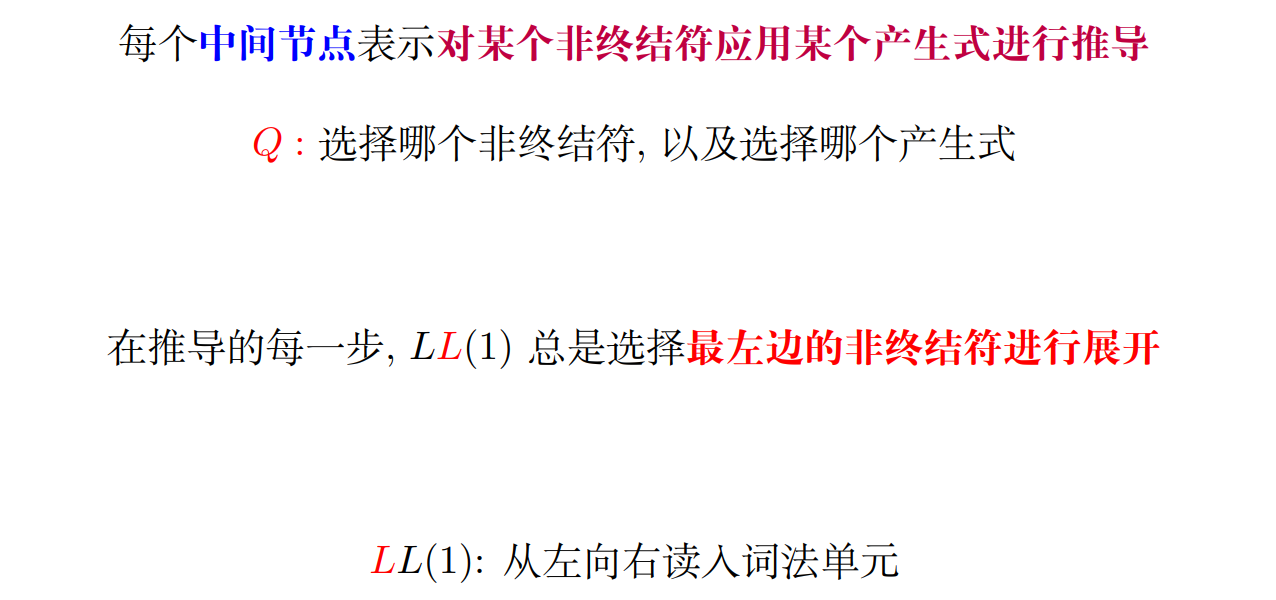 每个中间节点表示对某个非终结符应用某个产生式进行推导
Q : 选择哪个非终结符, 以及选择哪个产生式
在推导的每一步, LL(1) 总是选择最左边的非终结符进行展开
LL(1): 从左向右读入词法单元